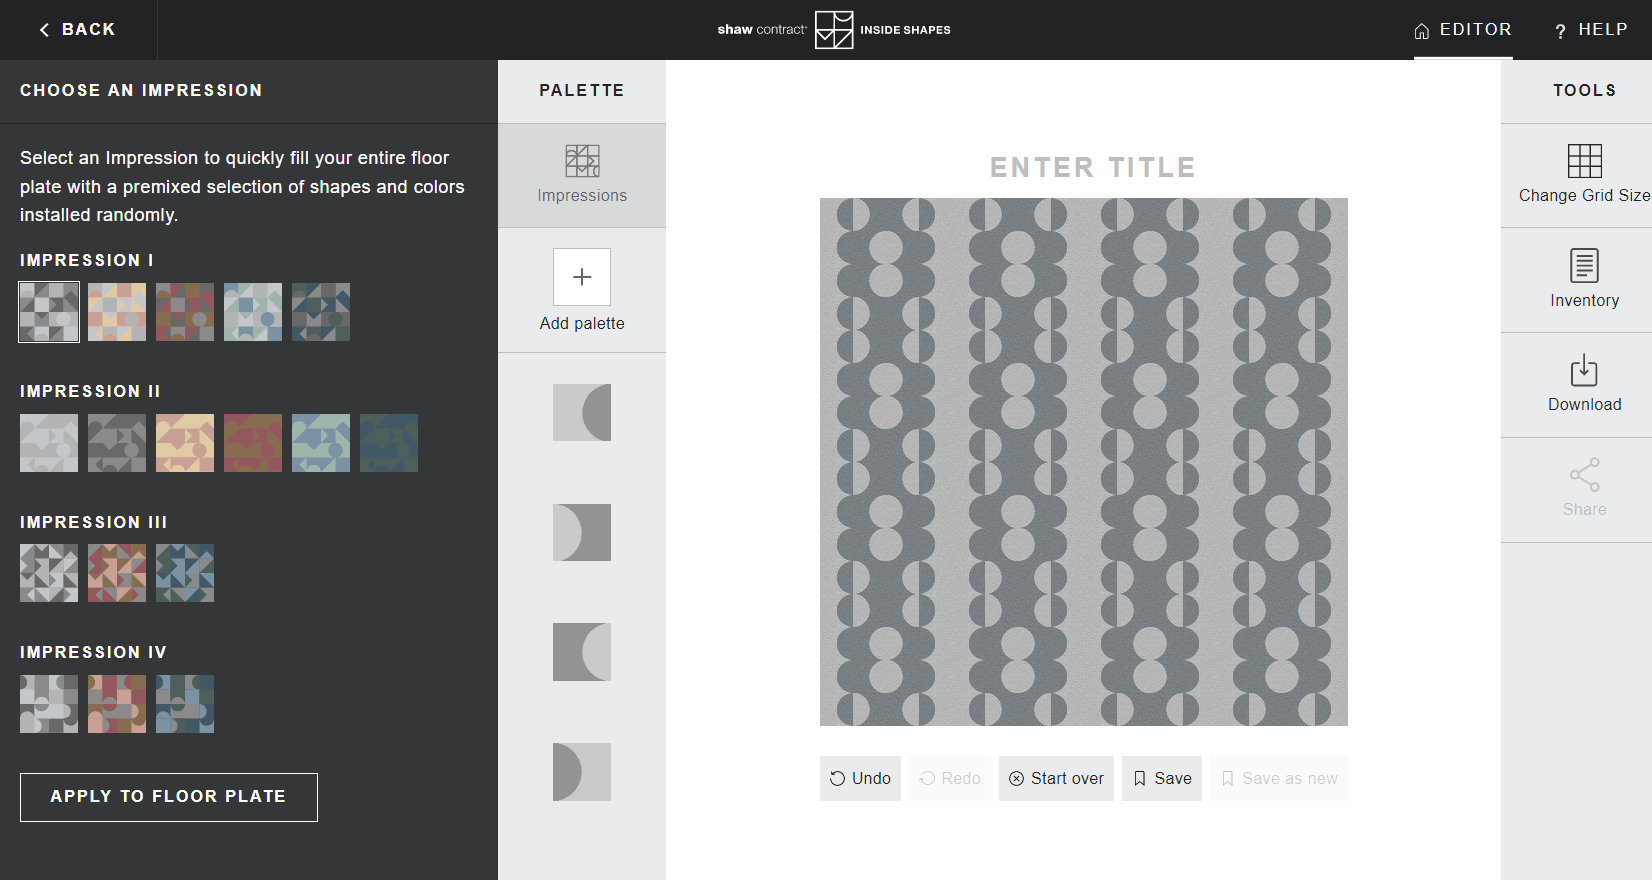 BACK
shaw contract® INSIDE SHAPES
EDITOR
? HELP
CHOOSE AN IMPRESSION
Select an Impression to quickly fill your entire floor
plate with a premixed selection of shapes and colors
installed randomly.
IMPRESSION I
IMPRESSION II
IMPRESSION III
IMPRESSION IV
APPLY TO FLOOR PLATE
PALETTE
Impressions
Add palette
ENTER TITLE
Undo
Redo
Start over
Save
Save as new
TOOLS
Change Grid Size
Inventory
Download
Share